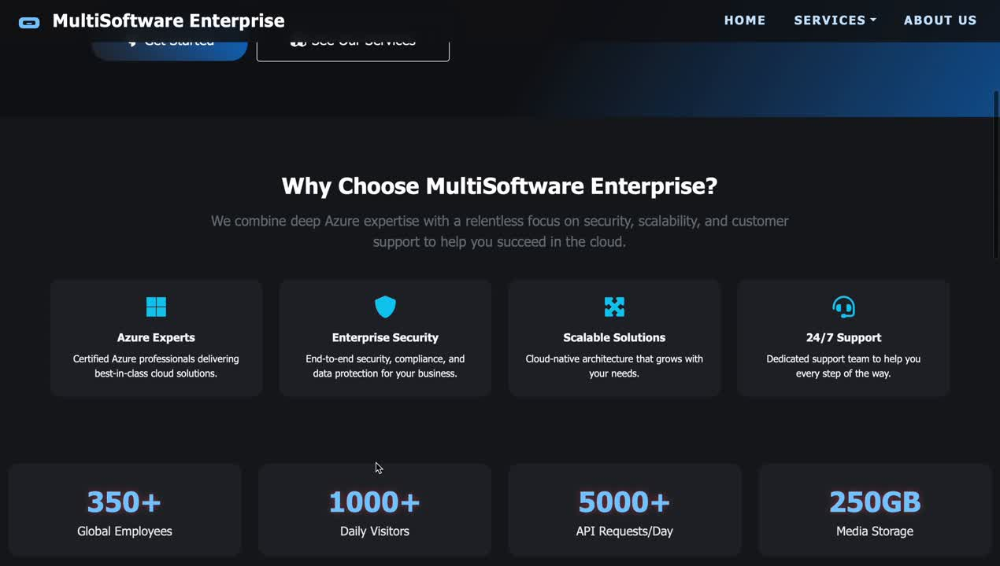 MultiSoftware Enterprise
HOME
SERVICES
ABOUT US
Get Started
See Our Services
Why Choose MultiSoftware Enterprise?
We combine deep Azure expertise with a relentless focus on security, scalability, and customer
support to help you succeed in the cloud.
Azure Experts
Certified Azure professionals delivering
best-in-class cloud solutions.
Enterprise Security
End-to-end security, compliance, and
data protection for your business.
Scalable Solutions
Cloud-native architecture that grows with
your needs.
24/7 Support
Dedicated support team to help you
every step of the way.
350+
Global Employees
1000+
Daily Visitors
5000+
API Requests/Day
250GB
Media Storage